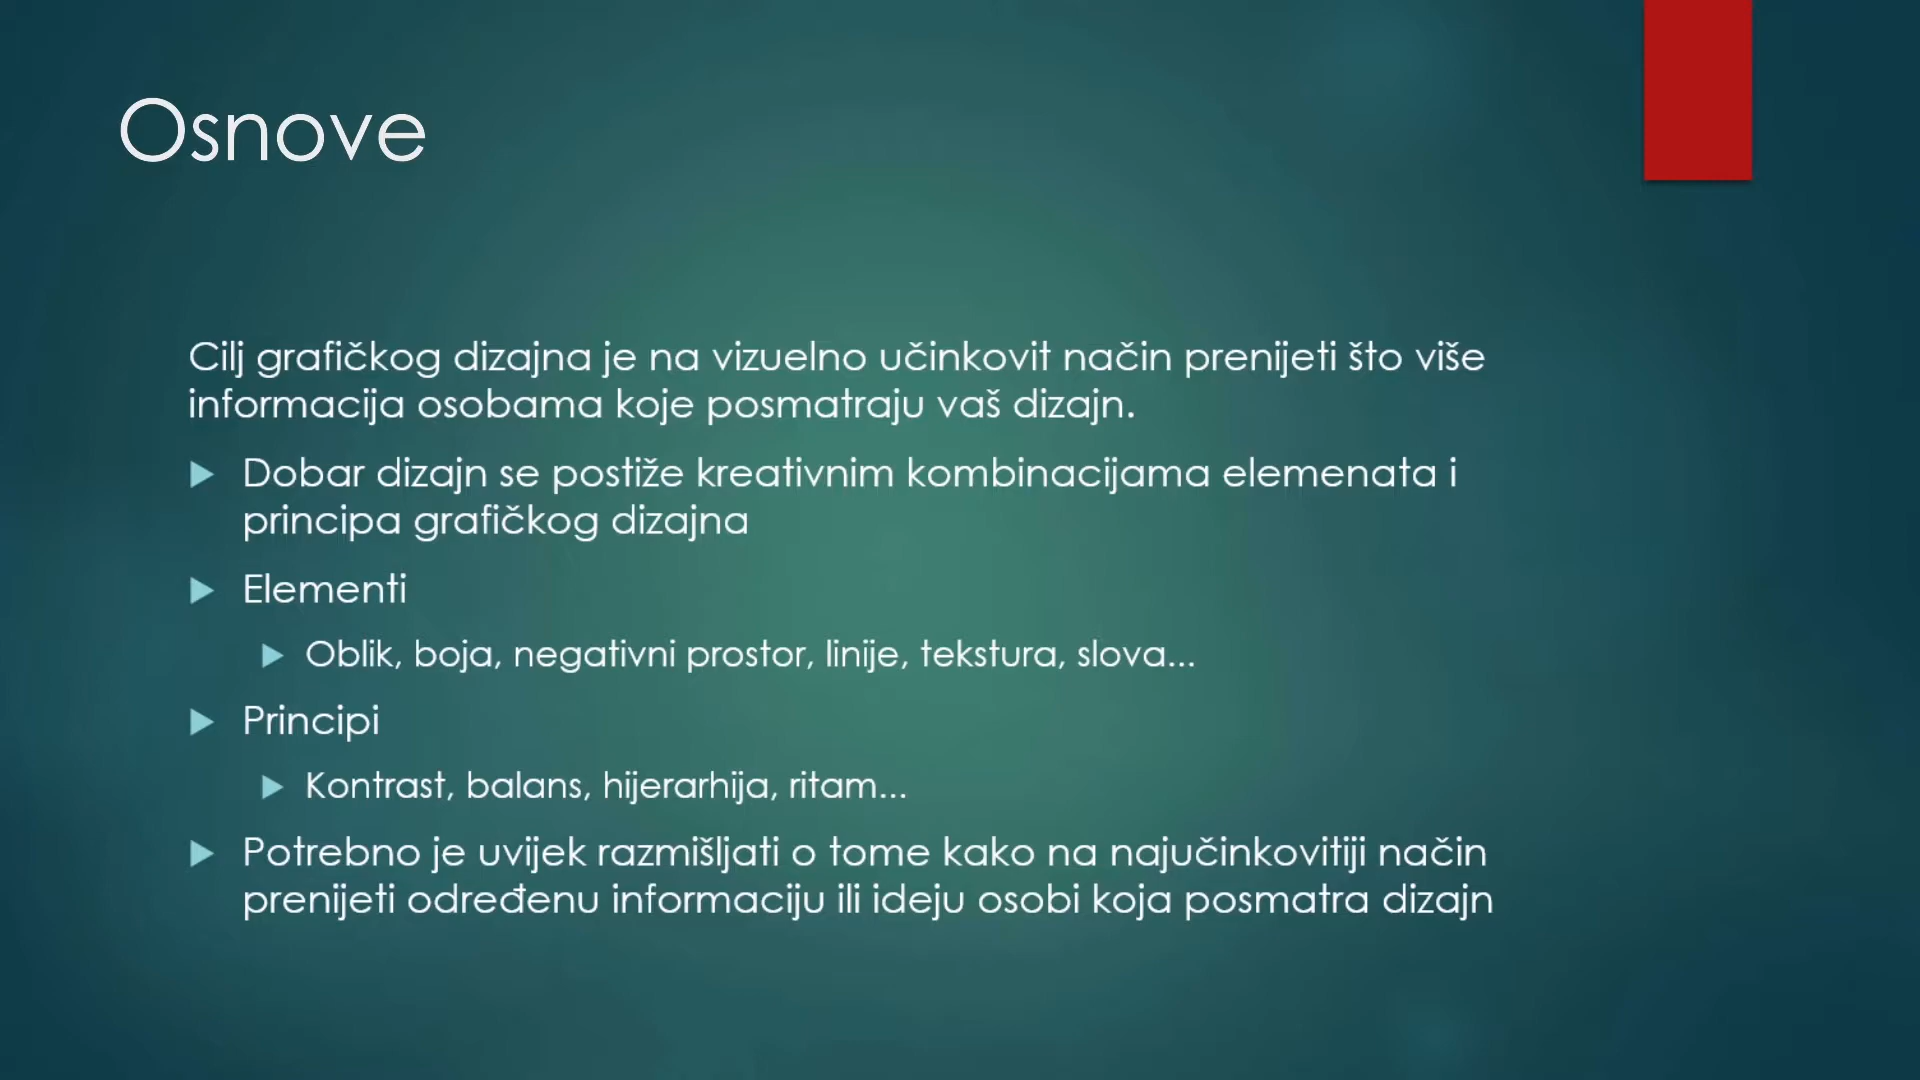 Osnove
Cilj grafičkog dizajna je na vizuelno učinkovit način prenijeti što više
informacija osobama koje posmatraju vaš dizajn.
Dobar dizajn se postiže kreativnim kombinacijama elemenata i
principa grafičkog dizajna
Elementi
Oblik, boja, negativni prostor, linije, tekstura, slova...
Principi
Kontrast, balans, hijerarhija, ritam...
Potrebno je uvijek razmišljati o tome kako na najučinkovitiji način
prenijeti određenu informaciju ili ideju osobi koja posmatra dizajn